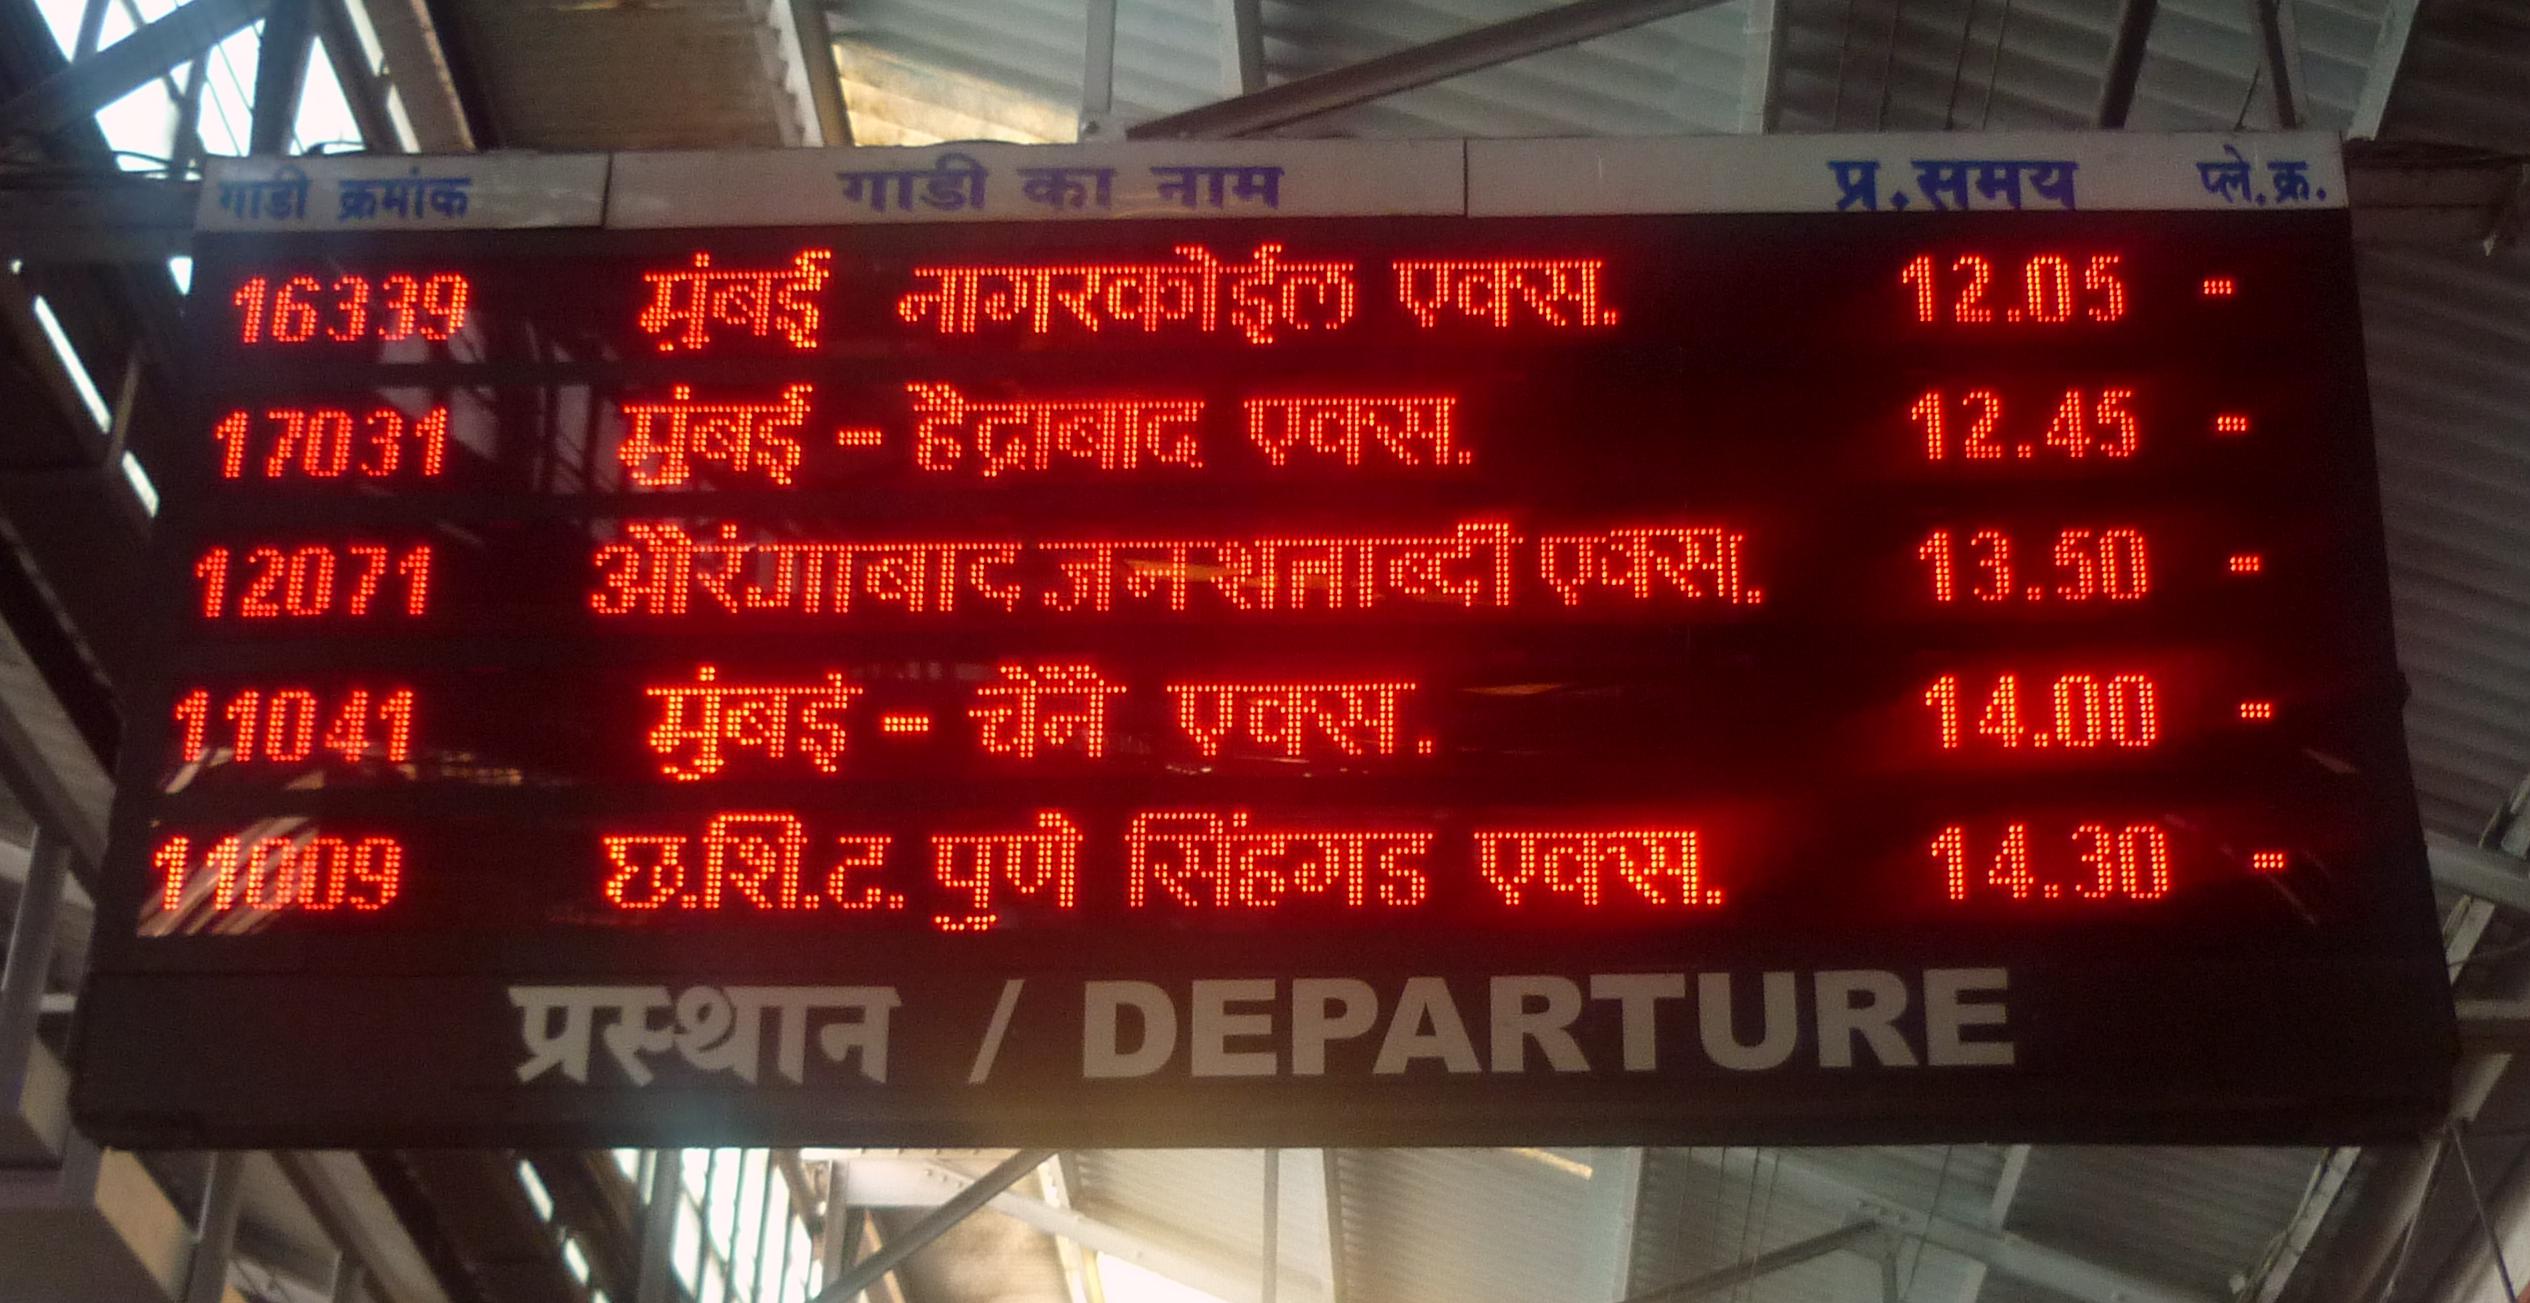 गाडी क्रमांक गाडी का नाम प्र.समय प्ले.क्र.
16339 मुंबई नागरकोईल एक्स. 12.05 -
17031 मुंबई - हैद्राबाद एक्स. 12.45 -
12071 औरंगाबाद जनशताब्दी एक्स. 13.50 -
11041 मुंबई - चेन्नै एक्स. 14.00 -
11009 छ.शि.ट. पुणे सिंहगड एक्स. 14.30 -
प्रस्थान / DEPARTURE